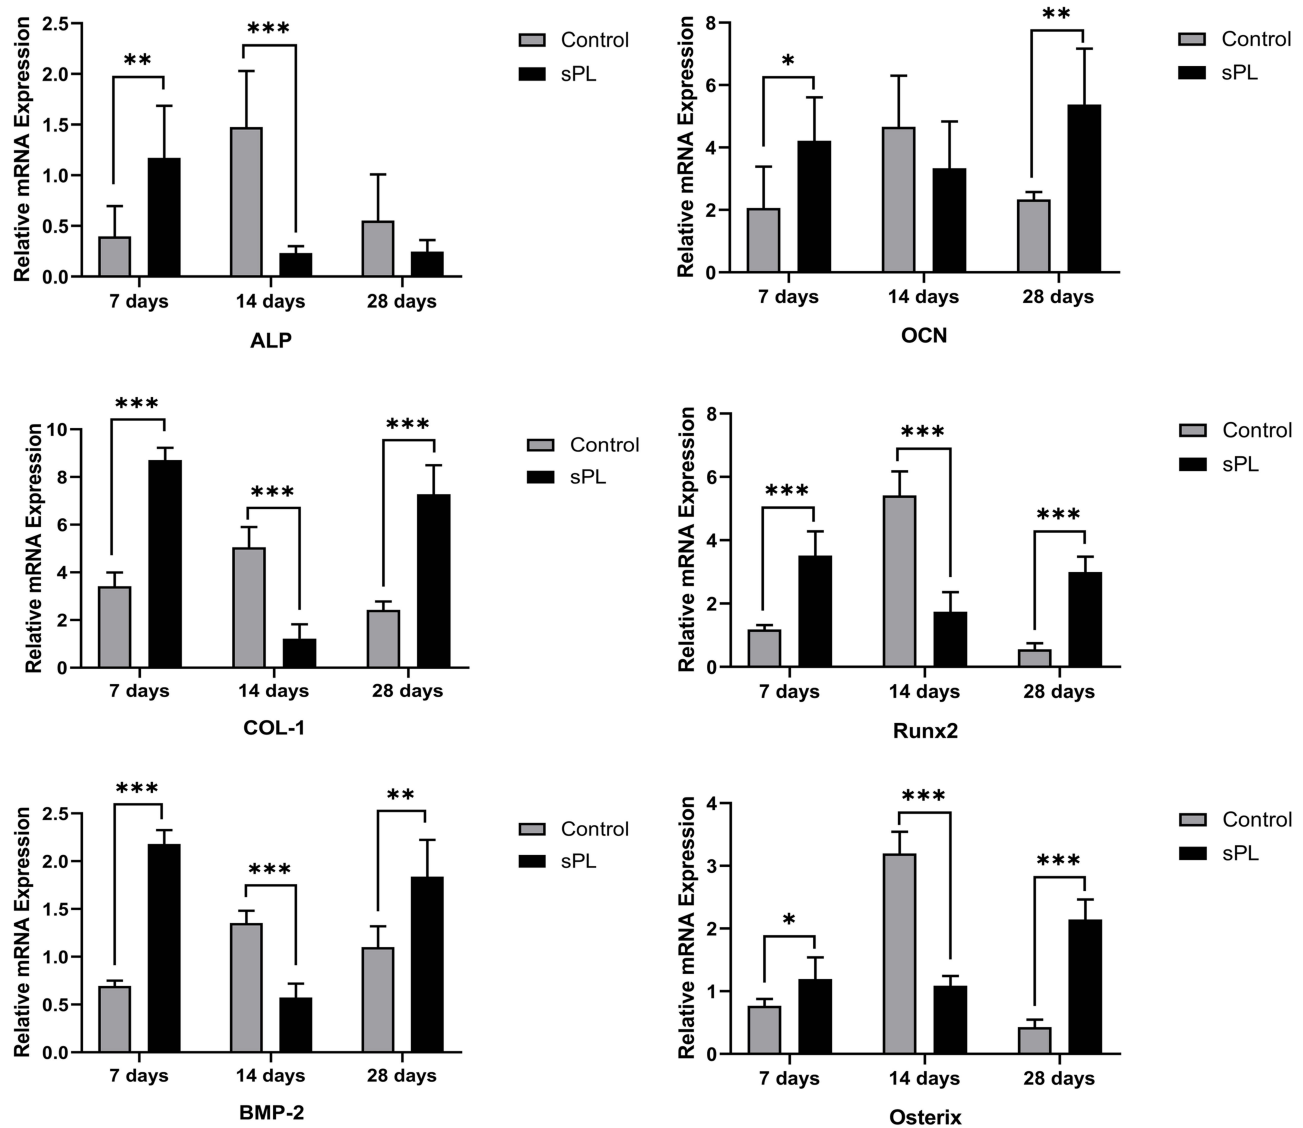 Relative mRNA Expression
2.5
2.0
1.5
1.0
0.5
0.0
**
***
7 days
14 days
28 days
ALP
Control
sPL
Relative mRNA Expression
8
6
4
2
0
*
**
7 days
14 days
28 days
OCN
Control
sPL
Relative mRNA Expression
10
8
6
4
2
0
***
***
***
7 days
14 days
28 days
COL-1
Control
sPL
Relative mRNA Expression
8
6
4
2
0
***
***
***
7 days
14 days
28 days
Runx2
Control
sPL
Relative mRNA Expression
2.5
2.0
1.5
1.0
0.5
0.0
***
***
**
7 days
14 days
28 days
BMP-2
Control
sPL
Relative mRNA Expression
4
3
2
1
0
*
***
***
7 days
14 days
28 days
Osterix
Control
sPL